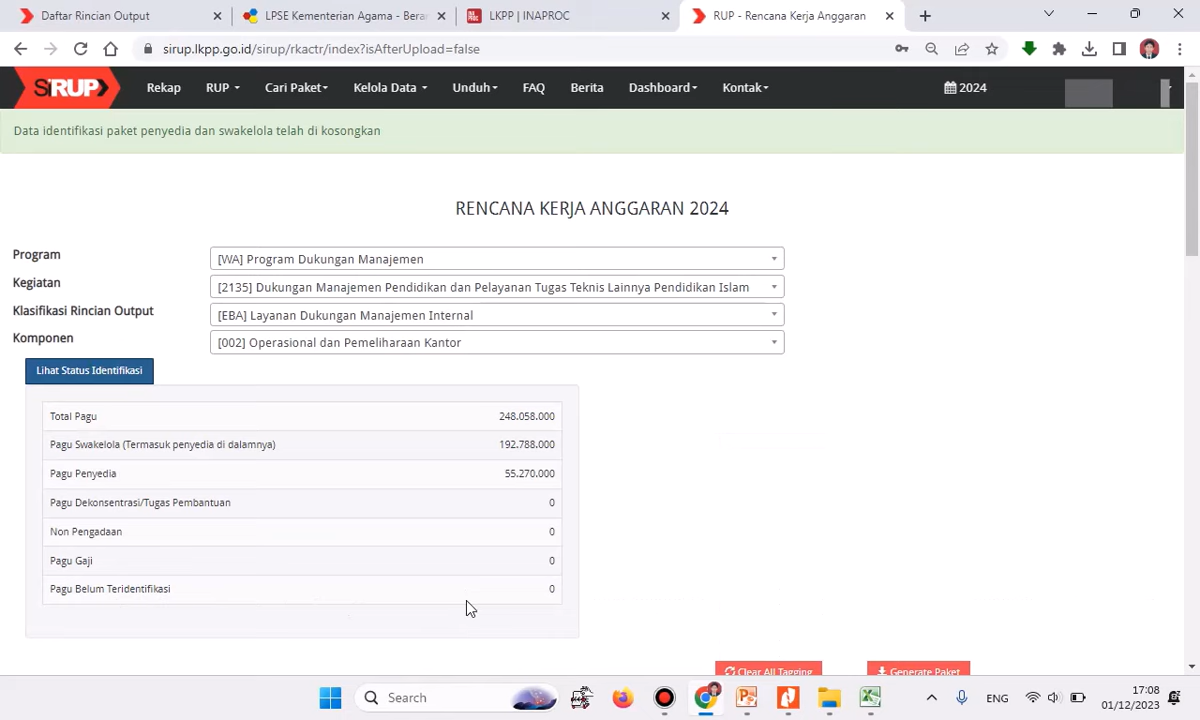 Daftar Rincian Output
LPSE Kementerian Agama - Bera
LKPP | INAPROC
RUP - Rencana Kerja Anggaran
sirup.lkpp.go.id/sirup/rkactr/index?isAfterUpload=false
SiRUP
Rekap
RUP
Cari Paket
Kelola Data
Unduh
FAQ
Berita
Dashboard
Kontak
2024
Data identifikasi paket penyedia dan swakelola telah di kosongkan
RENCANA KERJA ANGGARAN 2024
Program
[WA] Program Dukungan Manajemen
Kegiatan
[2135] Dukungan Manajemen Pendidikan dan Pelayanan Tugas Teknis Lainnya Pendidikan Islam
Klasifikasi Rincian Output
[EBA] Layanan Dukungan Manajemen Internal
Komponen
[002] Operasional dan Pemeliharaan Kantor
Lihat Status Identifikasi
Total Pagu 248.058.000
Pagu Swakelola (Termasuk penyedia di dalamnya) 192.788.000
Pagu Penyedia 55.270.000
Pagu Dekonsentrasi/Tugas Pembantuan 0
Non Pengadaan 0
Pagu Gaji 0
Pagu Belum Teridentifikasi 0
Clear All Tagging
Generate Paket
Search
ENG
17:08
01/12/2023